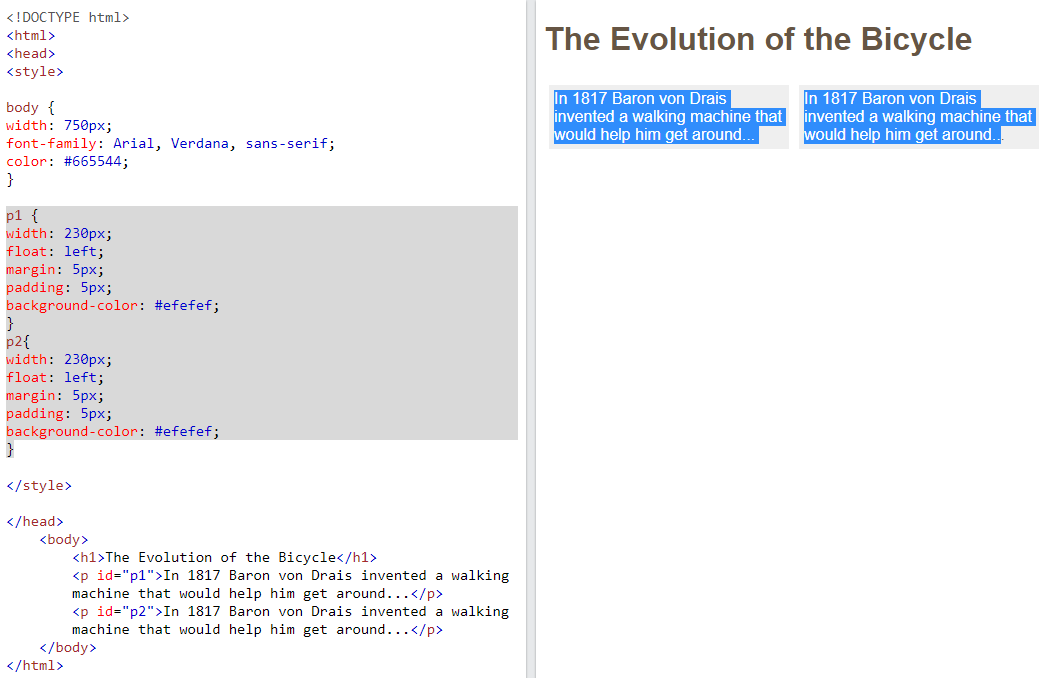 <!DOCTYPE html>
<html>
<head>
<style>
body {
width: 750px;
font-family: Arial, Verdana, sans-serif;
color: #665544;
}
p1 {
width: 230px;
float: left;
margin: 5px;
padding: 5px;
background-color: #efefef;
}
p2{
width: 230px;
float: left;
margin: 5px;
padding: 5px;
background-color: #efefef;
}
</style>
</head>
<body>
<h1>The Evolution of the Bicycle</h1>
<p id="p1">In 1817 Baron von Drais invented a walking
machine that would help him get around...</p>
<p id="p2">In 1817 Baron von Drais invented a walking
machine that would help him get around...</p>
</body>
</html>
The Evolution of the Bicycle
In 1817 Baron von Drais
invented a walking machine that
would help him get around...
In 1817 Baron von Drais
invented a walking machine that
would help him get around...